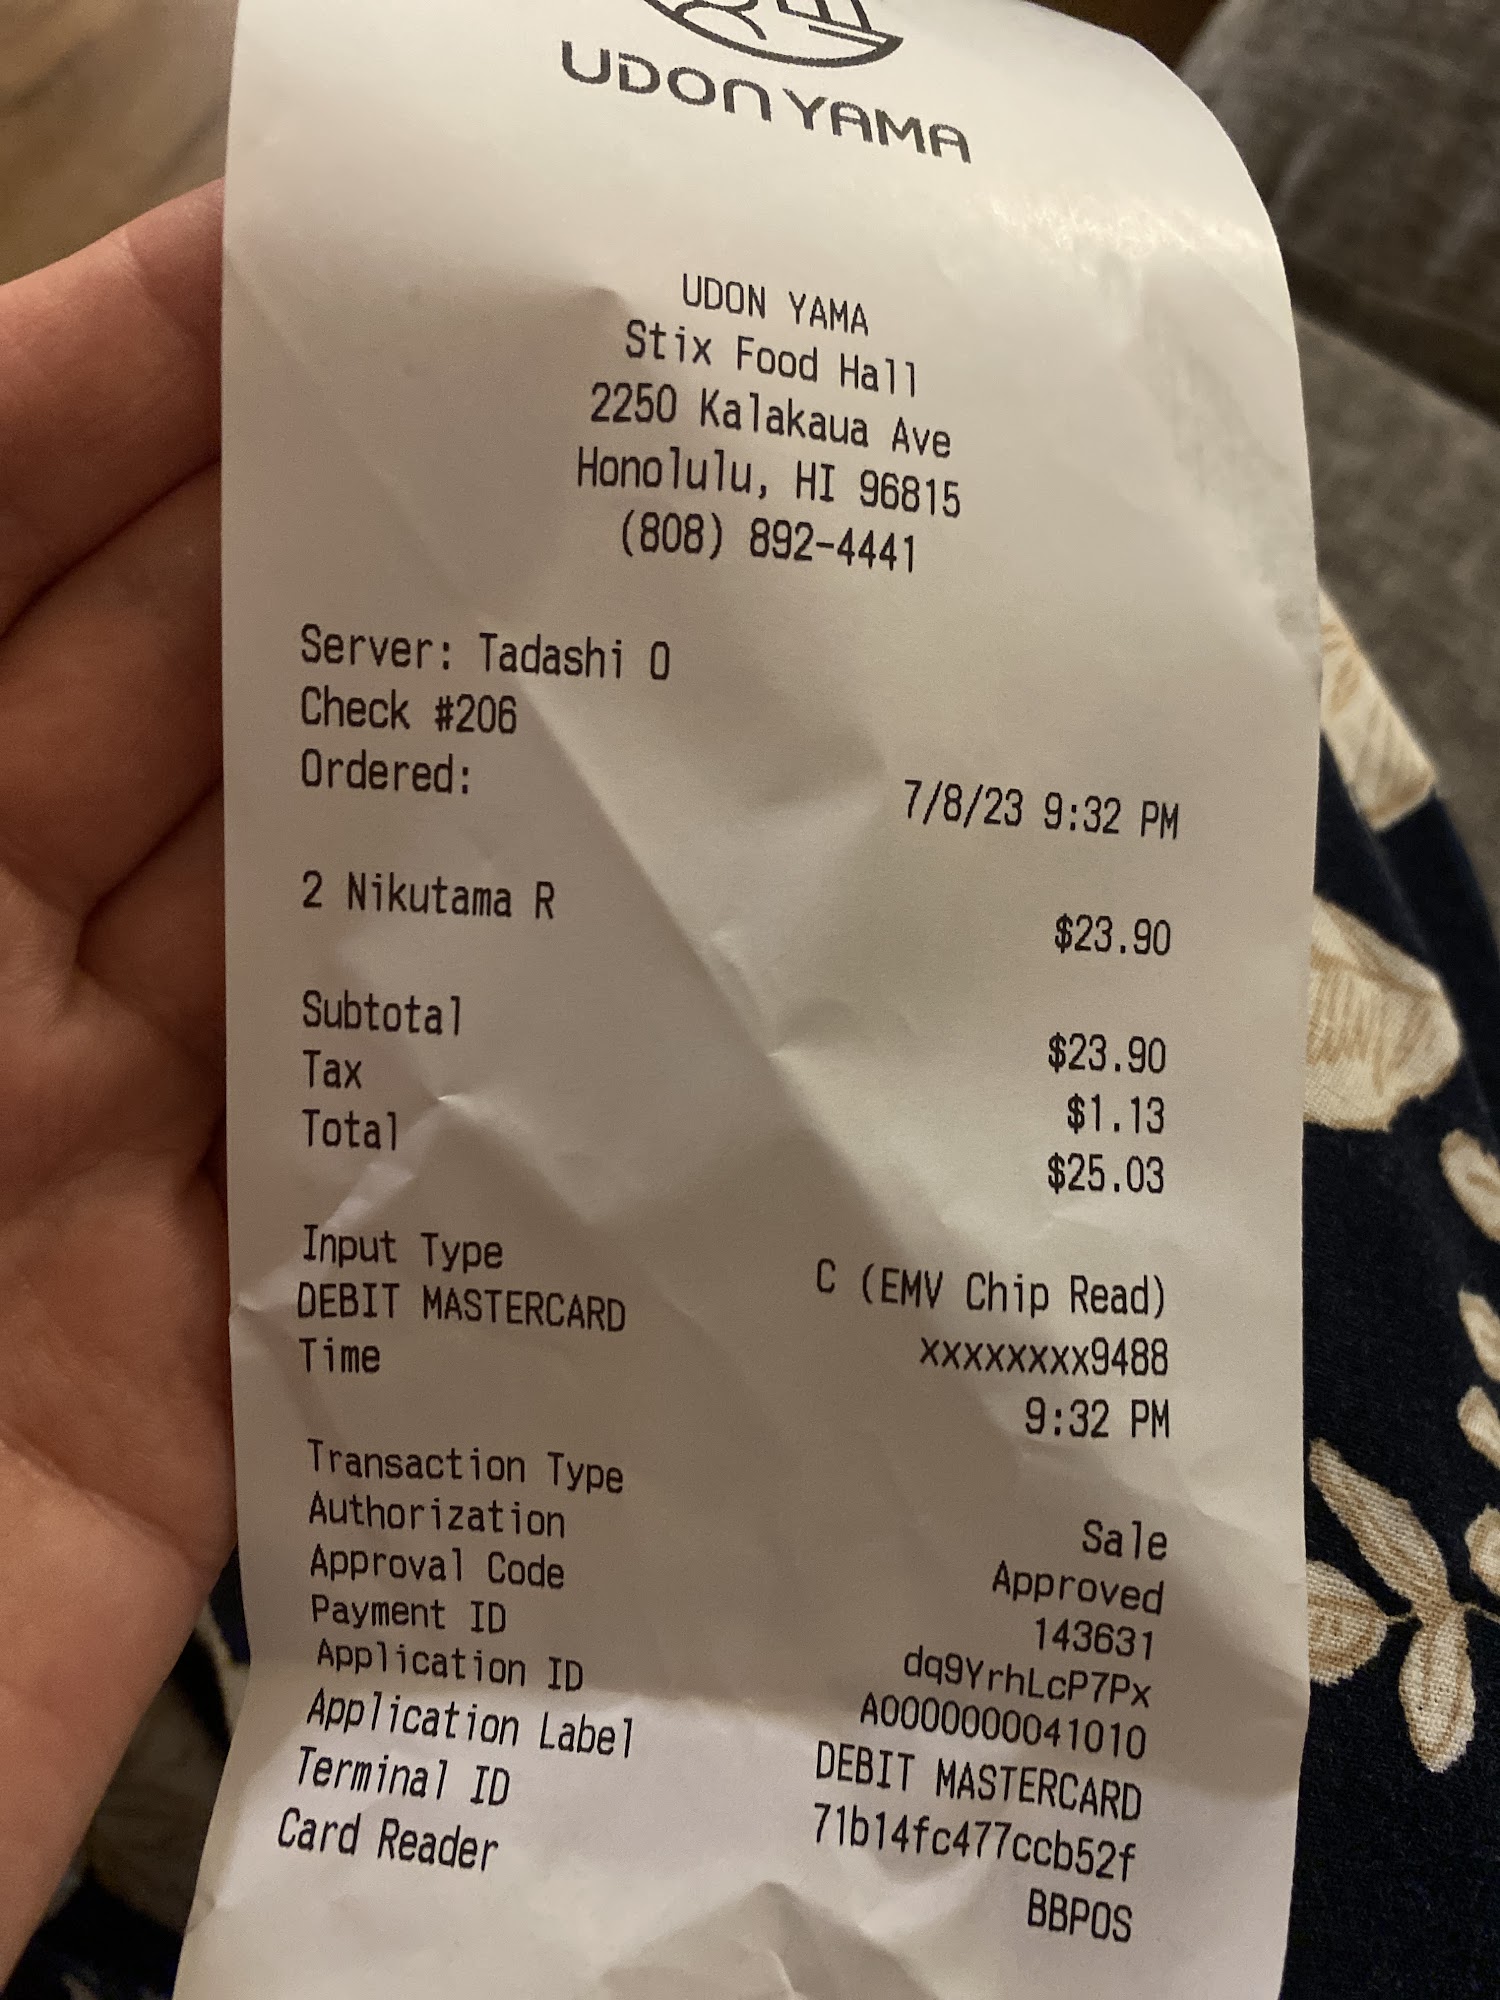 UDON YAMA
UDON YAMA
Stix Food Hall
2250 Kalakaua Ave
Honolulu, HI 96815
(808) 892-4441
Server: Tadashi O
Check #206
Ordered: 7/8/23 9:32 PM
2 Nikutama R $23.90
Subtotal $23.90
Tax $1.13
Total $25.03
Input Type C (EMV Chip Read)
DEBIT MASTERCARD xxxxxxxx9488
Time 9:32 PM
Transaction Type Sale
Authorization Approved
Approval Code 143631
Payment ID dq9YrhLcP7Px
Application ID A0000000041010
Application Label DEBIT MASTERCARD
Terminal ID 71b14fc477ccb52f
Card Reader BBPOS